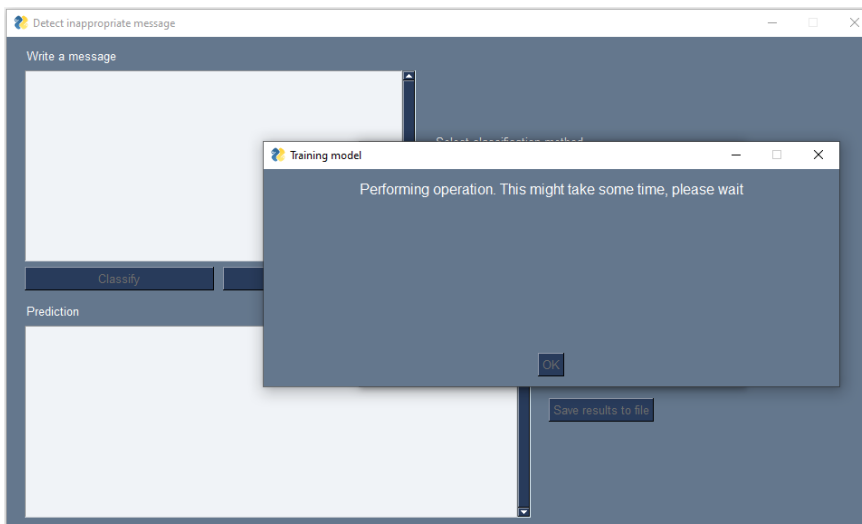 Detect inappropriate message
Write a message
Training model
Performing operation. This might take some time, please wait
OK
Classify
Prediction
Save results to file